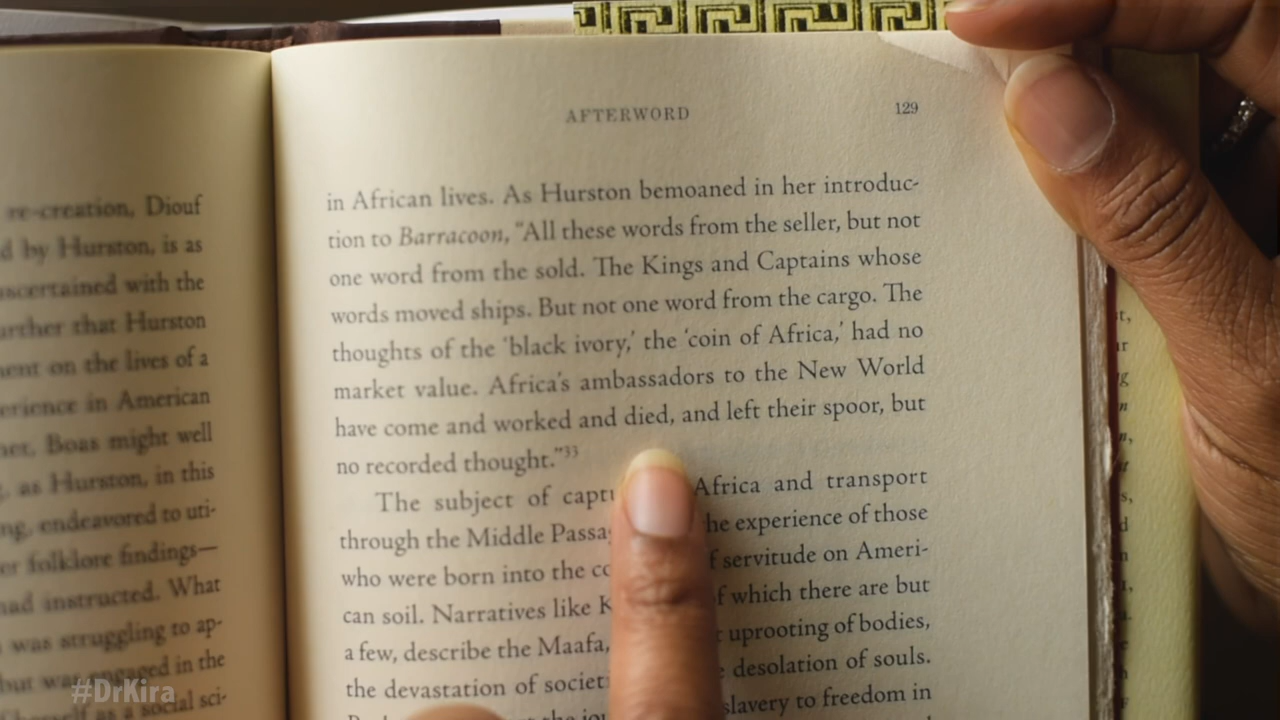 re-creation, Diouf
d by Hurston, is as
ascertained with the
urther that Hurston
ment on the lives of a
erience in American
her, Boas might well
g, as Hurston, in this
ng, endeavored to uti-
er folklore findings—
had instructed. What
was struggling to ap-
but was engaged in the
as a social sci-
AFTERWORD 129
in African lives. As Hurston bemoaned in her introduc-
tion to Barracoon, “All these words from the seller, but not
one word from the sold. The Kings and Captains whose
words moved ships. But not one word from the cargo. The
thoughts of the ‘black ivory,’ the ‘coin of Africa,’ had no
market value. Africa’s ambassadors to the New World
have come and worked and died, and left their spoor, but
no recorded thought.”33
The subject of capt Africa and transport
through the Middle Passa he experience of those
who were born into the co f servitude on Ameri-
can soil. Narratives like K f which there are but
a few, describe the Maafa, uprooting of bodies,
the devastation of societ e desolation of souls.
slavery to freedom in
#DrKira